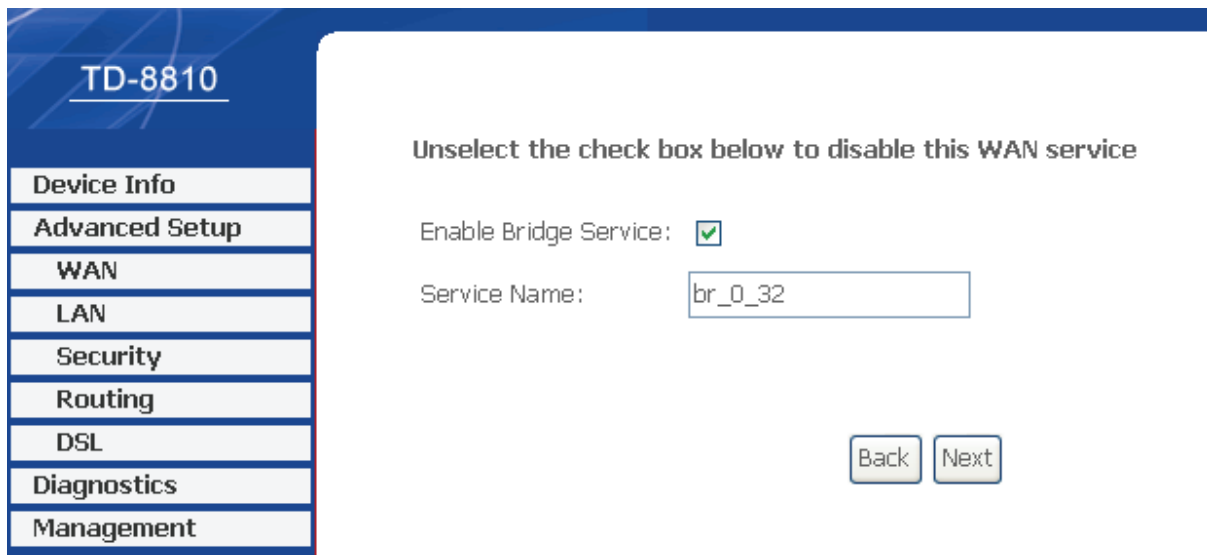 TD-8810
Device Info
Advanced Setup
WAN
LAN
Security
Routing
DSL
Diagnostics
Management
Unselect the check box below to disable this WAN service
Enable Bridge Service:
Service Name: br_0_32
Back Next